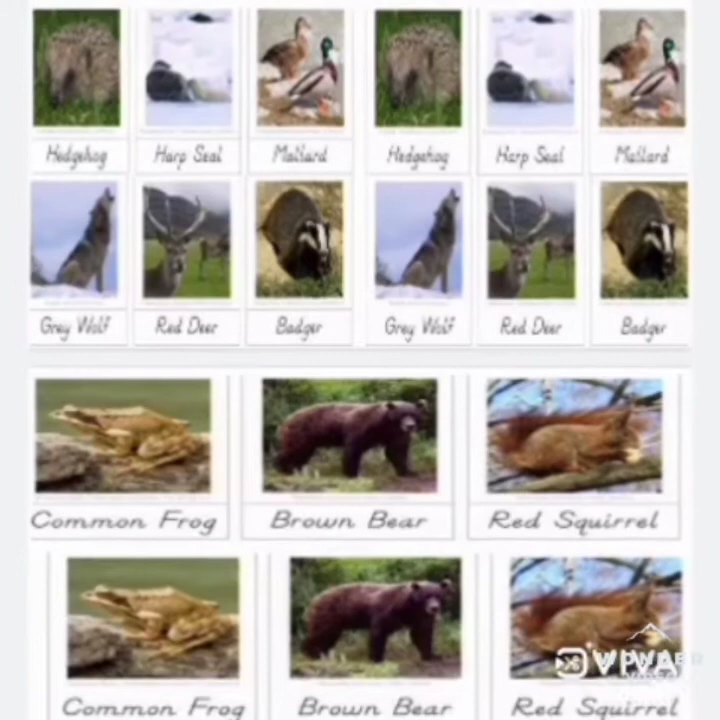 Hedgehog Harp Seal Mallard Hedgehog Harp Seal Mallard
Grey Wolf Red Deer Badger Grey Wolf Red Deer Badger
Common Frog Brown Bear Red Squirrel
Common Frog Brown Bear Red Squirrel
VIVA